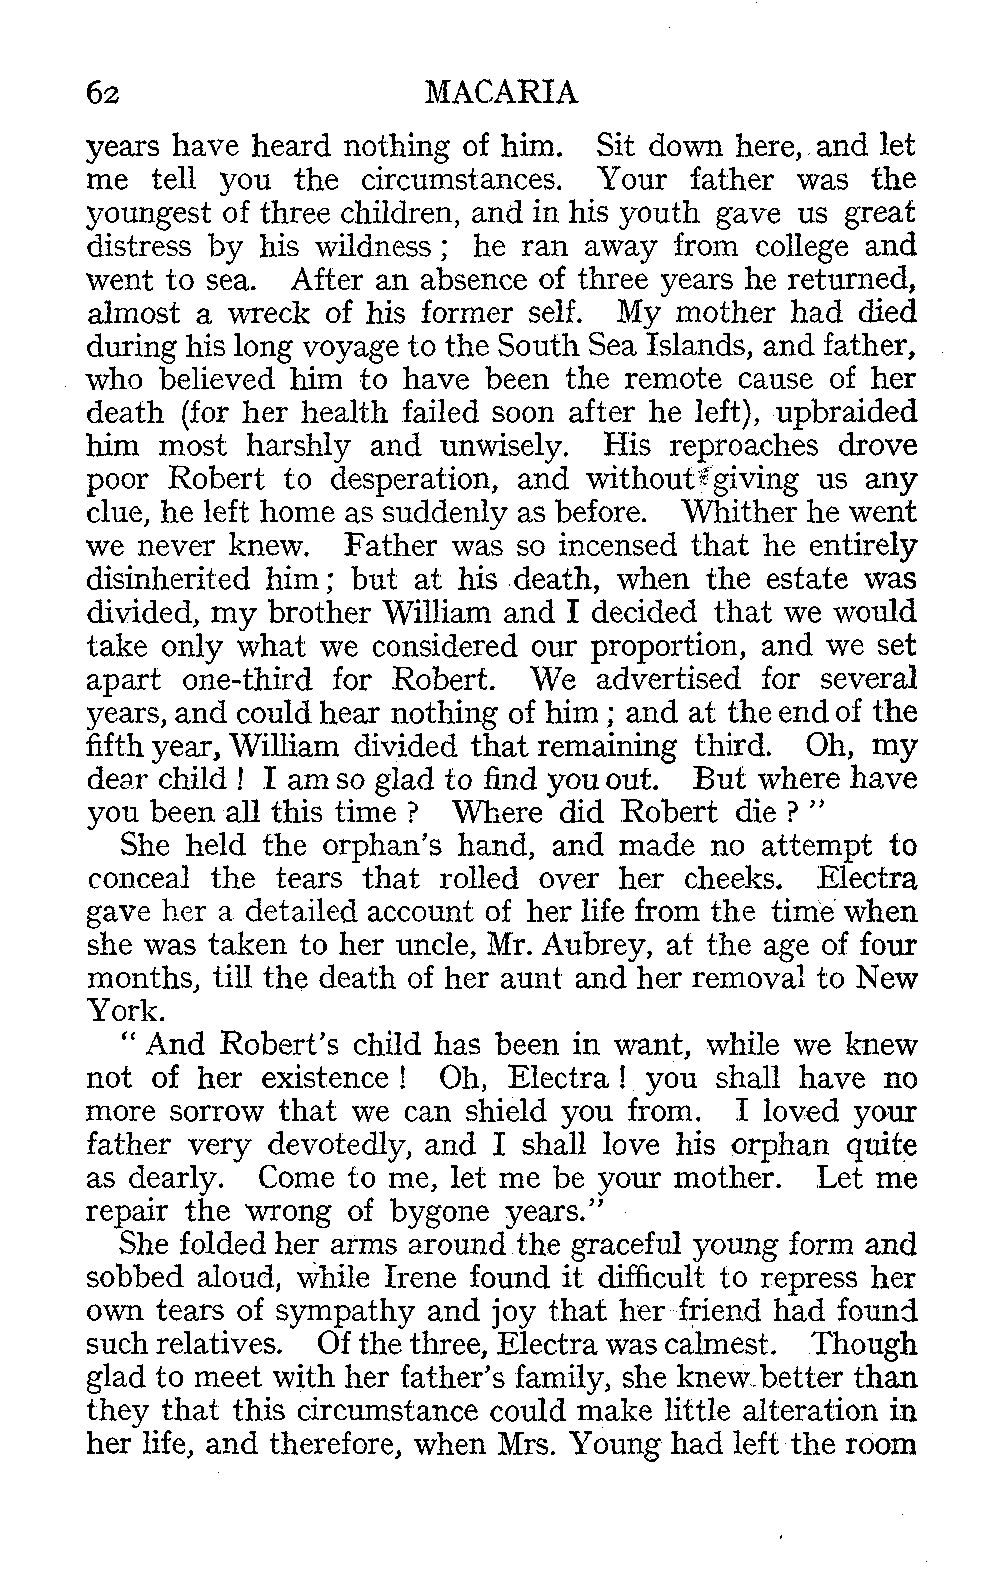 62 MACARIA
years have heard nothing of him. Sit down here, and let
me tell you the circumstances. Your father was the
youngest of three children, and in his youth gave us great
distress by his wildness ; he ran away from college and
went to sea. After an absence of three years he returned,
almost a wreck of his former self. My mother had died
during his long voyage to the South Sea Islands, and father,
who believed him to have been the remote cause of her
death (for her health failed soon after he left), upbraided
him most harshly and unwisely. His reproaches drove
poor Robert to desperation, and without giving us any
clue, he left home as suddenly as before. Whither he went
we never knew. Father was so incensed that he entirely
disinherited him ; but at his death, when the estate was
divided, my brother William and I decided that we would
take only what we considered our proportion, and we set
apart one-third for Robert. We advertised for several
years, and could hear nothing of him ; and at the end of the
fifth year, William divided that remaining third. Oh, my
dear child ! I am so glad to find you out. But where have
you been all this time ? Where did Robert die ? ”
She held the orphan’s hand, and made no attempt to
conceal the tears that rolled over her cheeks. Electra
gave her a detailed account of her life from the time when
she was taken to her uncle, Mr. Aubrey, at the age of four
months, till the death of her aunt and her removal to New
York.
“ And Robert’s child has been in want, while we knew
not of her existence ! Oh, Electra ! you shall have no
more sorrow that we can shield you from. I loved your
father very devotedly, and I shall love his orphan quite
as dearly. Come to me, let me be your mother. Let me
repair the wrong of bygone years.”
She folded her arms around the graceful young form and
sobbed aloud, while Irene found it difficult to repress her
own tears of sympathy and joy that her friend had found
such relatives. Of the three, Electra was calmest. Though
glad to meet with her father’s family, she knew better than
they that this circumstance could make little alteration in
her life, and therefore, when Mrs. Young had left the room